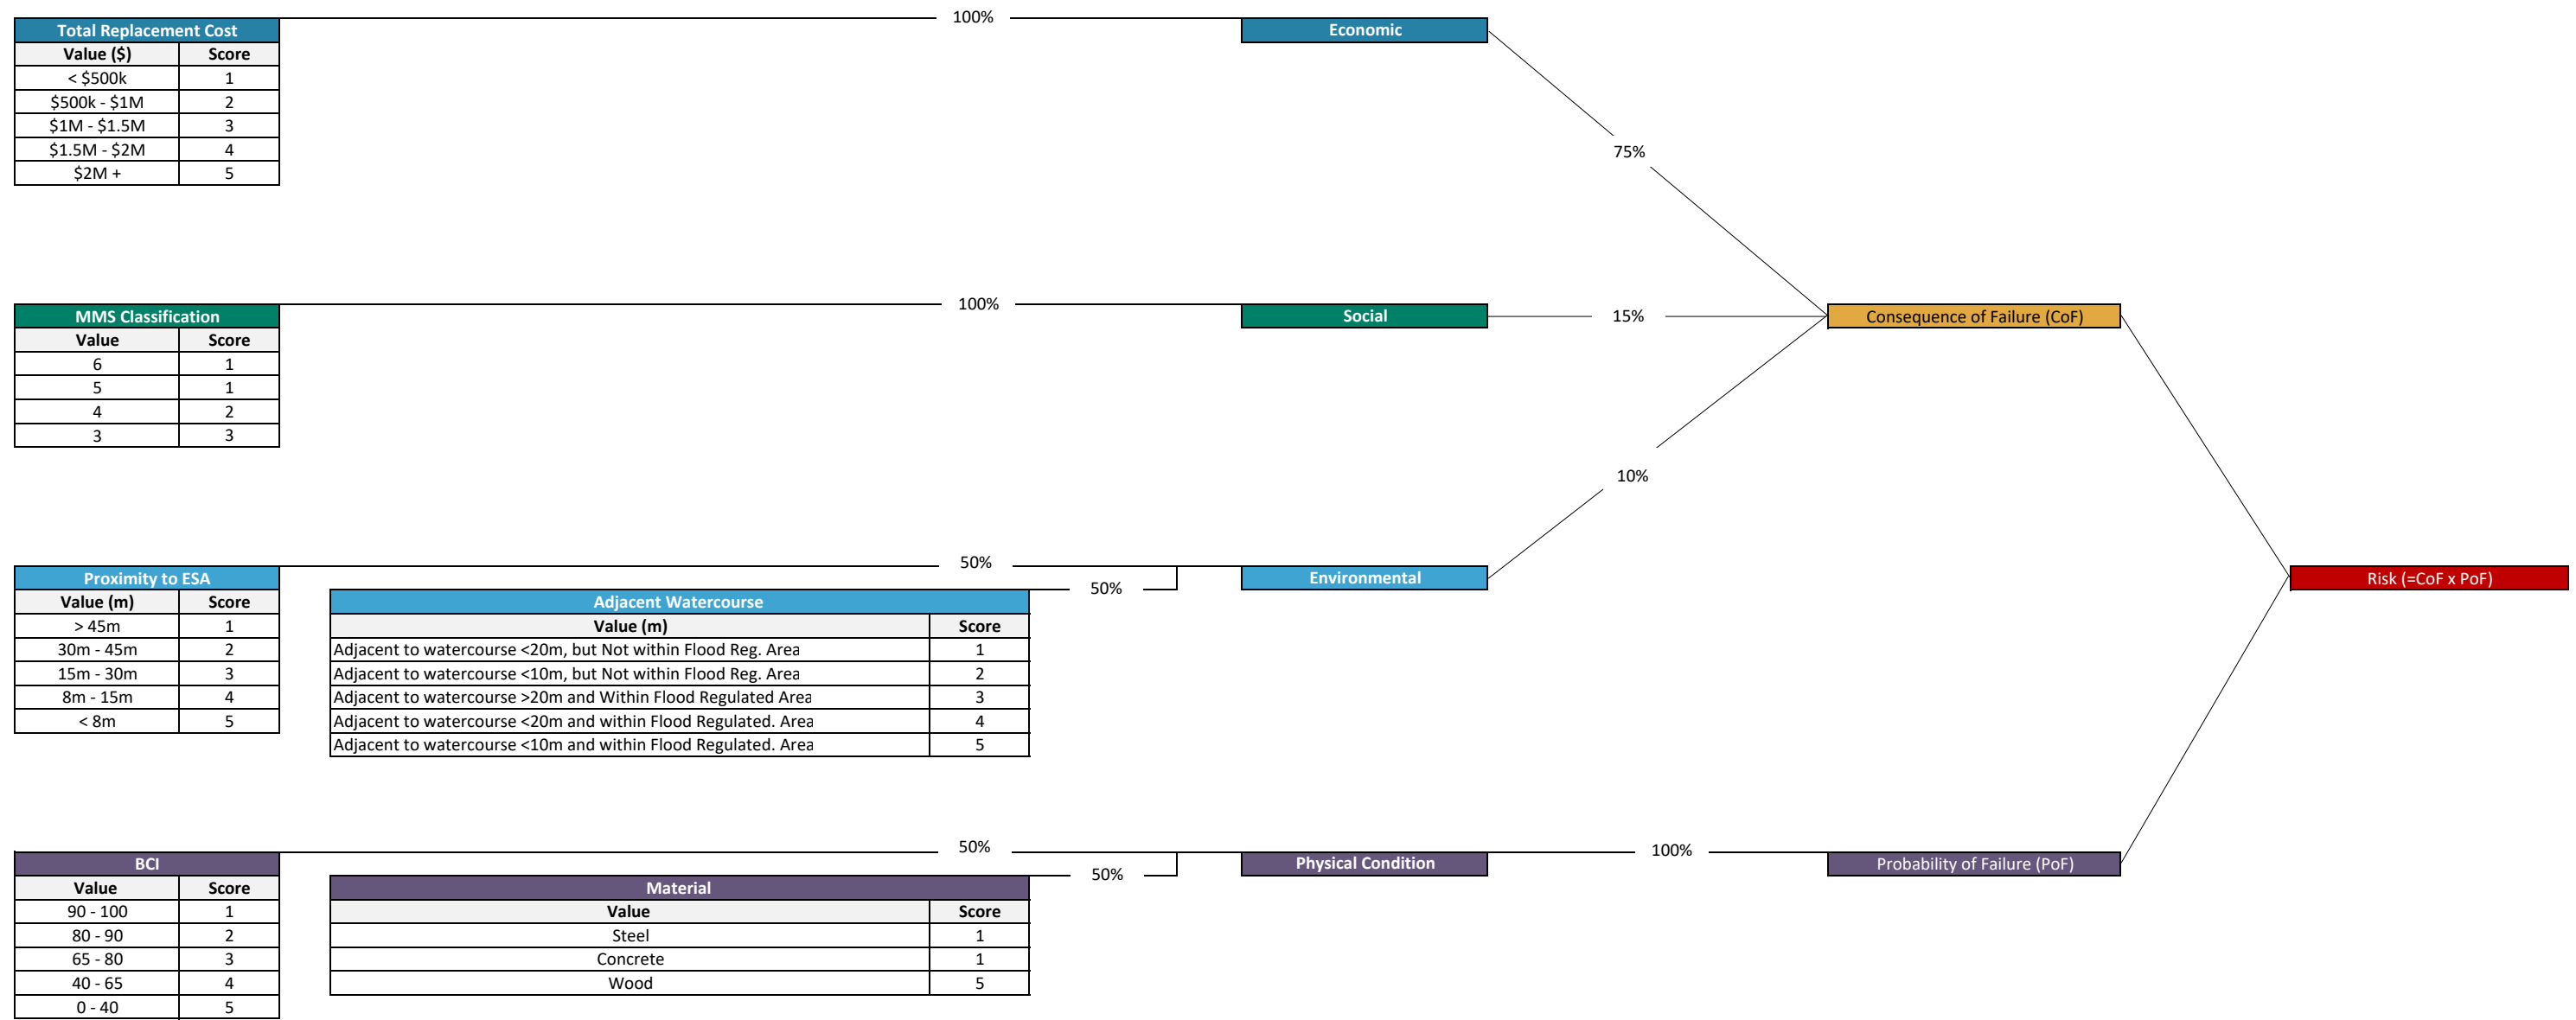 100%
Total Replacement Cost
Economic
Value ($) Score
< $500k 1
$500k - $1M 2
$1M - $1.5M 3
$1.5M - $2M 4
$2M + 5
75%
100%
MMS Classification
Social
15%
Consequence of Failure (CoF)
Value Score
6 1
5 1
4 2
3 3
10%
50%
Proximity to ESA
50%
Environmental
Risk (=CoF x PoF)
Value (m) Score
> 45m 1
30m - 45m 2
15m - 30m 3
8m - 15m 4
< 8m 5
Adjacent Watercourse
Value (m) Score
Adjacent to watercourse <20m, but Not within Flood Reg. Area 1
Adjacent to watercourse <10m, but Not within Flood Reg. Area 2
Adjacent to watercourse >20m and Within Flood Regulated Area 3
Adjacent to watercourse <20m and within Flood Regulated. Area 4
Adjacent to watercourse <10m and within Flood Regulated. Area 5
50%
BCI
50%
Physical Condition
100%
Probability of Failure (PoF)
Value Score
90 - 100 1
80 - 90 2
65 - 80 3
40 - 65 4
0 - 40 5
Material
Value Score
Steel 1
Concrete 1
Wood 5